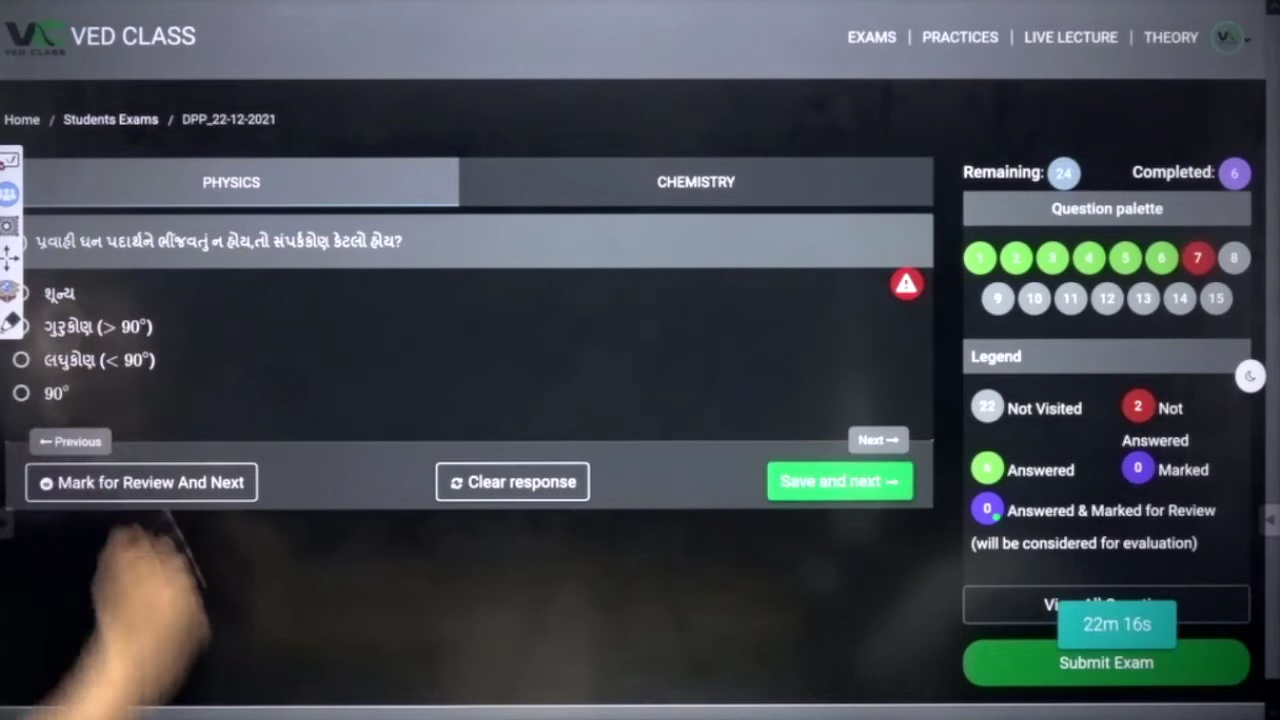 VED CLASS
VED CLASS
EXAMS | PRACTICES | LIVE LECTURE | THEORY
Home / Students Exams / DPP_22-12-2021
PHYSICS
CHEMISTRY
Remaining: 24 Completed: 6
Question palette
પ્રવાહી ઘન પદાર્થને ભીંજવતું ન હોય,તો સંપર્કકોણ કેટલો હોય?
1 2 3 4 5 6 7 8
9 10 11 12 13 14 15
શૂન્ય
ગુરુકોણ (> 90°)
લઘુકોણ (< 90°)
90°
Legend
22 Not Visited
2 Not Answered
← Previous
Next →
6 Answered
0 Marked
Mark for Review And Next
Clear response
Save and next →
0 Answered & Marked for Review
(will be considered for evaluation)
22m 16s
Submit Exam